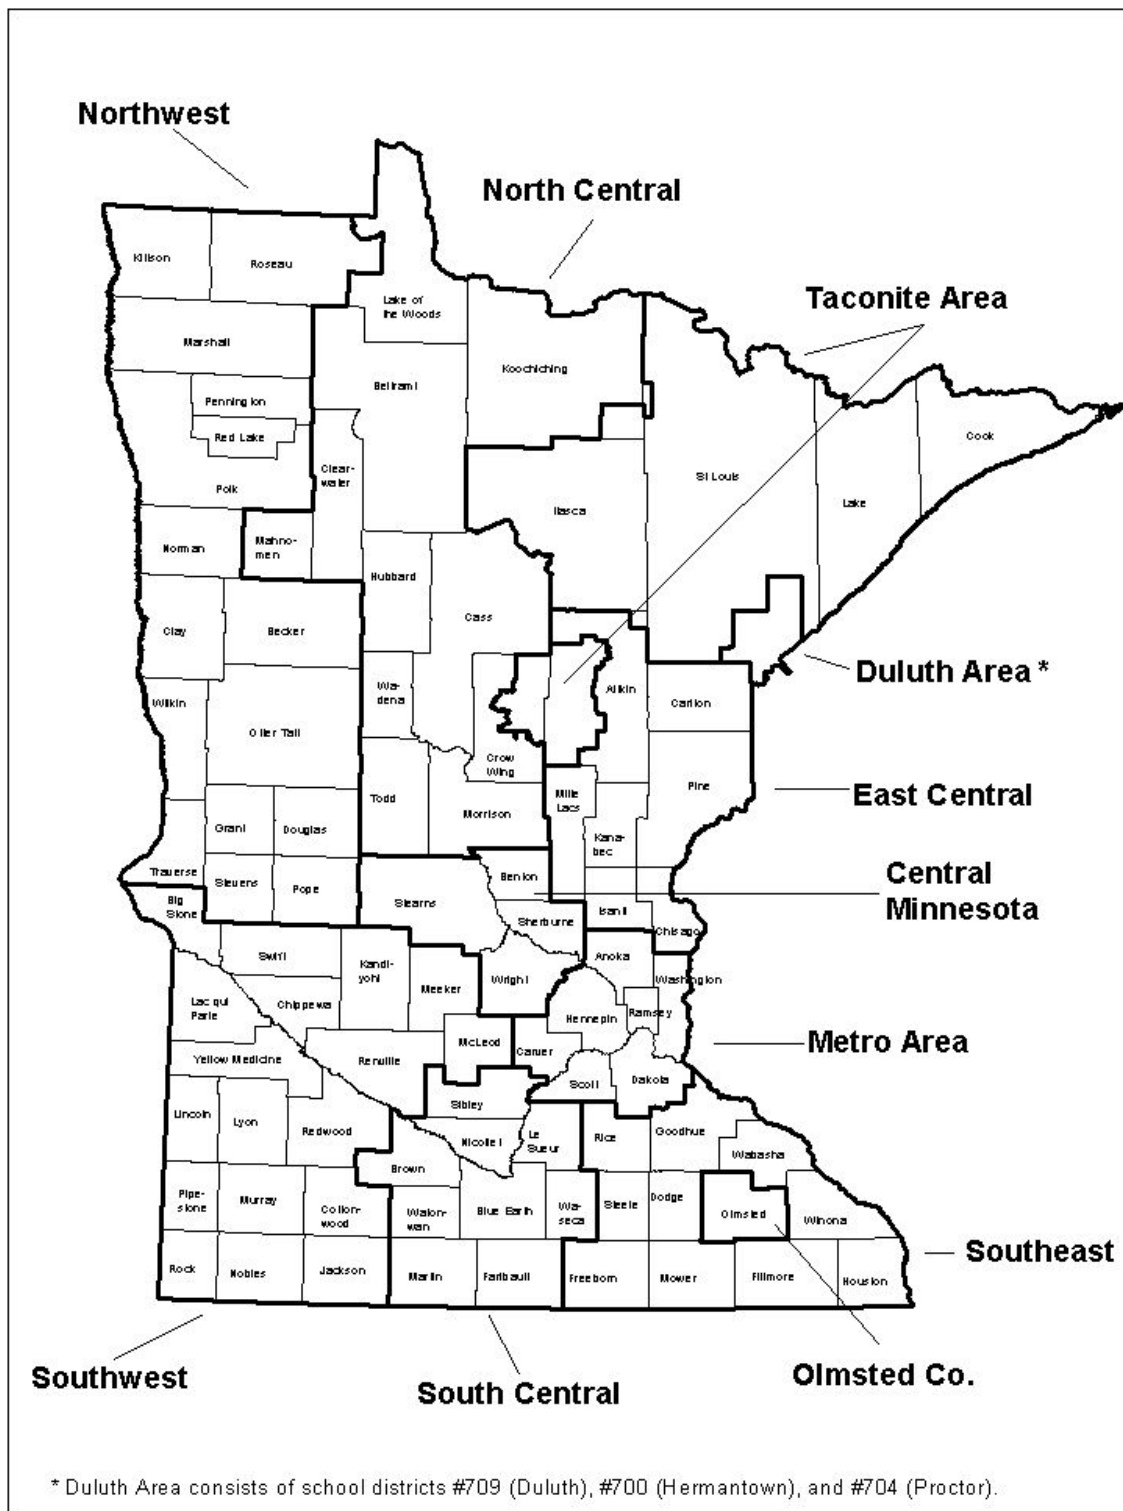 Northwest
North Central
Taconite Area
Kittson
Roseau
Lake of
the Woods
Marshall
Koochiching
Beltrami
Pennington
Red Lake
Cook
Clear-
water
St Louis
Polk
Lake
Itasca
Norman
Mahno-
men
Hubbard
Cass
Clay
Becker
Duluth Area *
Wa-
dena
Aitkin
Carlton
Wilkin
Otter Tail
Crow
Wing
Pine
East Central
Mille
Lacs
Todd
Morrison
Grant
Douglas
Kana-
bec
Traverse
Stevens
Pope
Benton
Central
Minnesota
Big
Stone
Stearns
Isanti
Sherburne
Chisago
Swift
Kandi-
yohi
Anoka
Wright
Washington
Meeker
Lac qui
Parle
Chippewa
Hennepin
Ramsey
McLeod
Carver
Metro Area
Yellow Medicine
Renville
Scott
Dakota
Sibley
Lincoln
Lyon
Redwood
Nicollet
Le
Sueur
Rice
Goodhue
Wabasha
Brown
Pipe-
stone
Murray
Cotton-
wood
Waton-
wan
Blue Earth
Wa-
seca
Steele
Dodge
Olmsted
Winona
Southeast
Rock
Nobles
Jackson
Martin
Faribault
Freeborn
Mower
Fillmore
Houston
Southwest
South Central
Olmsted Co.
* Duluth Area consists of school districts #709 (Duluth), #700 (Hermantown), and #704 (Proctor).